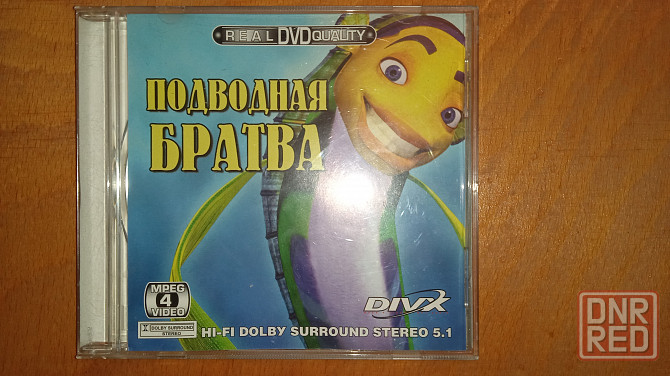 REAL DVD QUALITY
ПОДВОДНАЯ
БРАТВА
MPEG
4
VIDEO
DIVX
DOLBY SURROUND
STEREO
HI-FI DOLBY SURROUND STEREO 5.1
DNR
RED